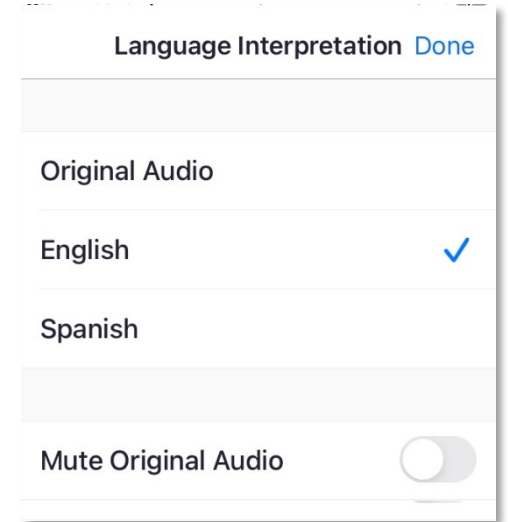 Language Interpretation Done
Original Audio
English
Spanish
Mute Original Audio